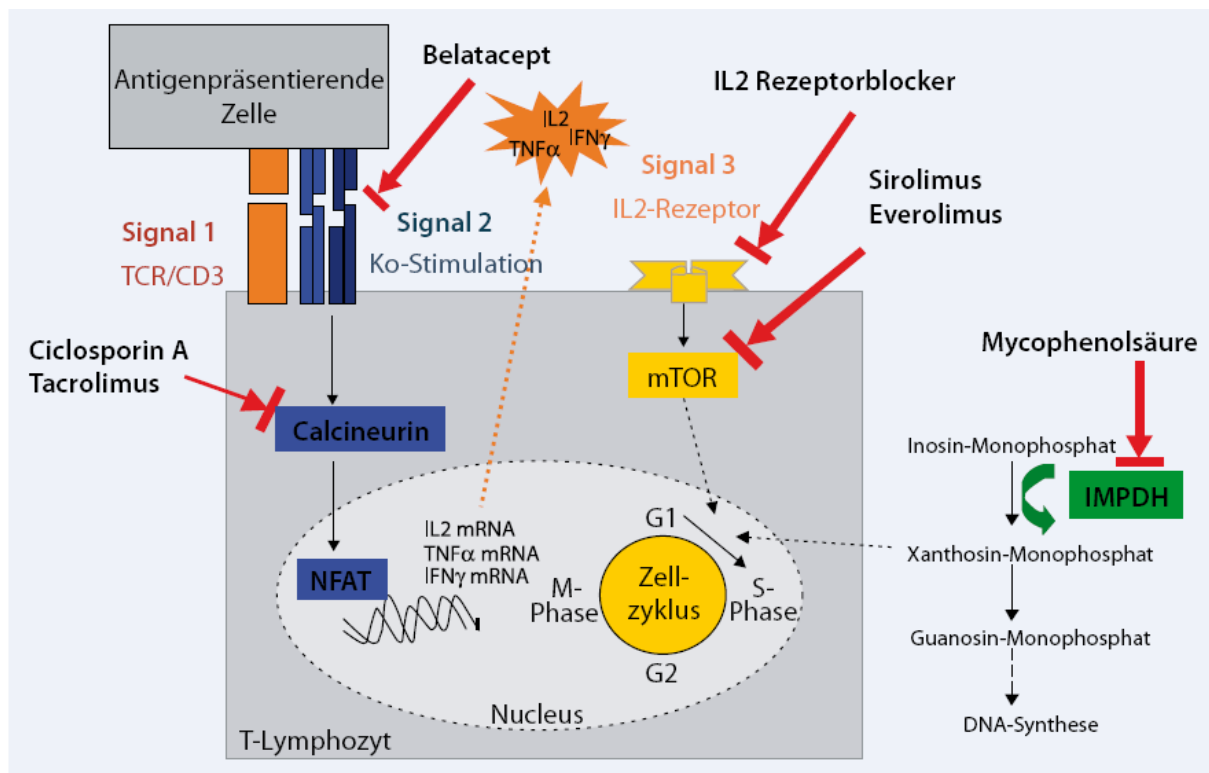 Antigenpräsentierende
Zelle
Belatacept
IL2
IFNγ
TNFα
IL2 Rezeptorblocker
Signal 3
IL2-Rezeptor
Sirolimus
Everolimus
Signal 1
TCR/CD3
Signal 2
Ko-Stimulation
Ciclosporin A
Tacrolimus
Calcineurin
mTOR
Mycophenolsäure
Inosin-Monophosphat
IMPDH
Xanthosin-Monophosphat
Guanosin-Monophosphat
DNA-Synthese
NFAT
IL2 mRNA
TNFα mRNA
IFNγ mRNA
G1
M-
Phase
Zell-
zyklus
S-
Phase
G2
Nucleus
T-Lymphozyt